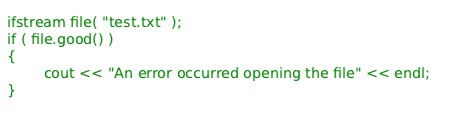 ifstream file( "test.txt" );
if ( file.good() )
{
cout << "An error occurred opening the file" << endl;
}